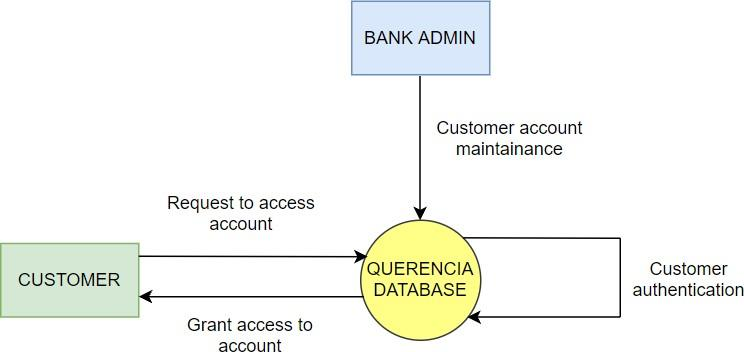 BANK ADMIN
Customer account
maintainance
Request to access
account
CUSTOMER
QUERENCIA
DATABASE
Customer
authentication
Grant access to
account